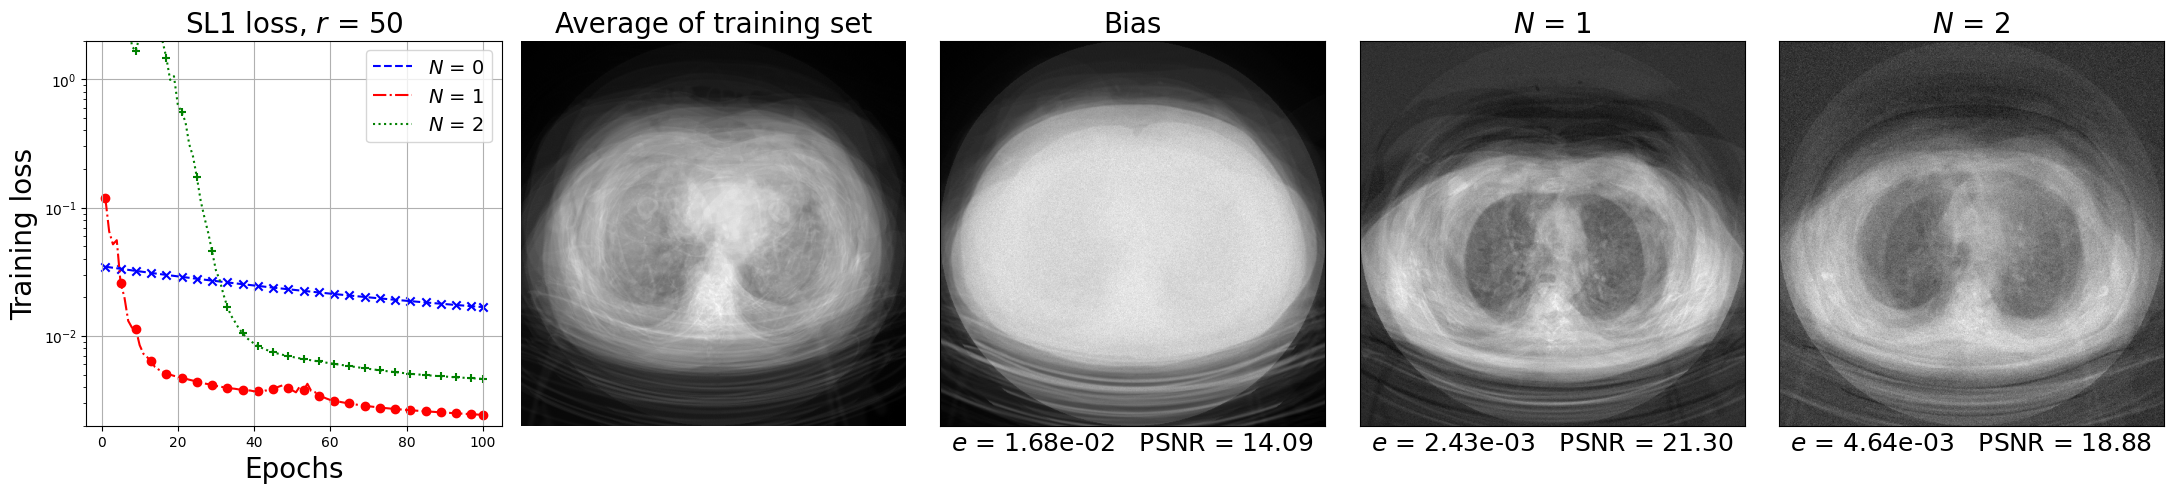 SL1 loss, r = 50
Training loss
10⁰
10⁻¹
10⁻²
N = 0
N = 1
N = 2
0 20 40 60 80 100
Epochs
Average of training set
Bias
e = 1.68e-02 PSNR = 14.09
N = 1
e = 2.43e-03 PSNR = 21.30
N = 2
e = 4.64e-03 PSNR = 18.88